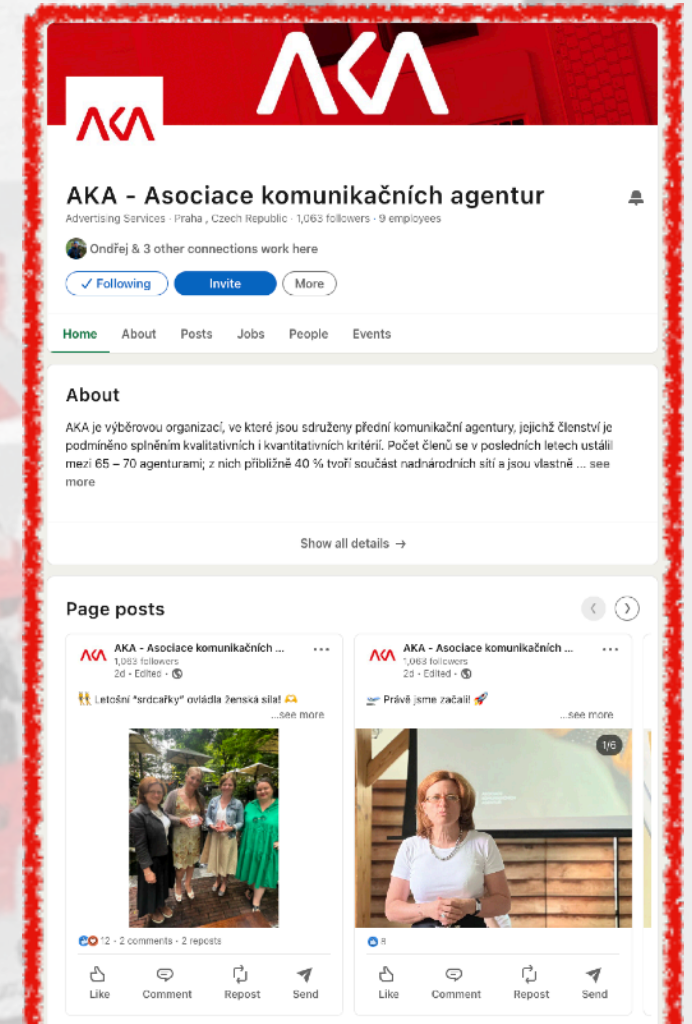 AKA
AKA
AKA - Asociace komunikačních agentur
Advertising Services · Praha , Czech Republic · 1,063 followers · 9 employees
Ondřej & 3 other connections work here
✓ Following
Invite
More
Home About Posts Jobs People Events
About
AKA je výběrovou organizací, ve které jsou sdruženy přední komunikační agentury, jejichž členství je
podmíněno splněním kvalitativních i kvantitativních kritérií. Počet členů se v posledních letech ustálil
mezi 65 – 70 agenturami; z nich přibližně 40 % tvoří součást nadnárodních sítí a jsou vlastně ... see
more
Show all details →
Page posts
AKA
AKA - Asociace komunikačních ...
1,063 followers
2d • Edited •
👯 Letošní "srdcařky" ovládla ženská síla! 🫶
...see more
12 · 2 comments · 2 reposts
Like Comment Repost Send
AKA
AKA - Asociace komunikačních ...
1,063 followers
2d • Edited •
🛫 Právě jsme začali! 🚀
...see more
1/6
8
Like Comment Repost Send